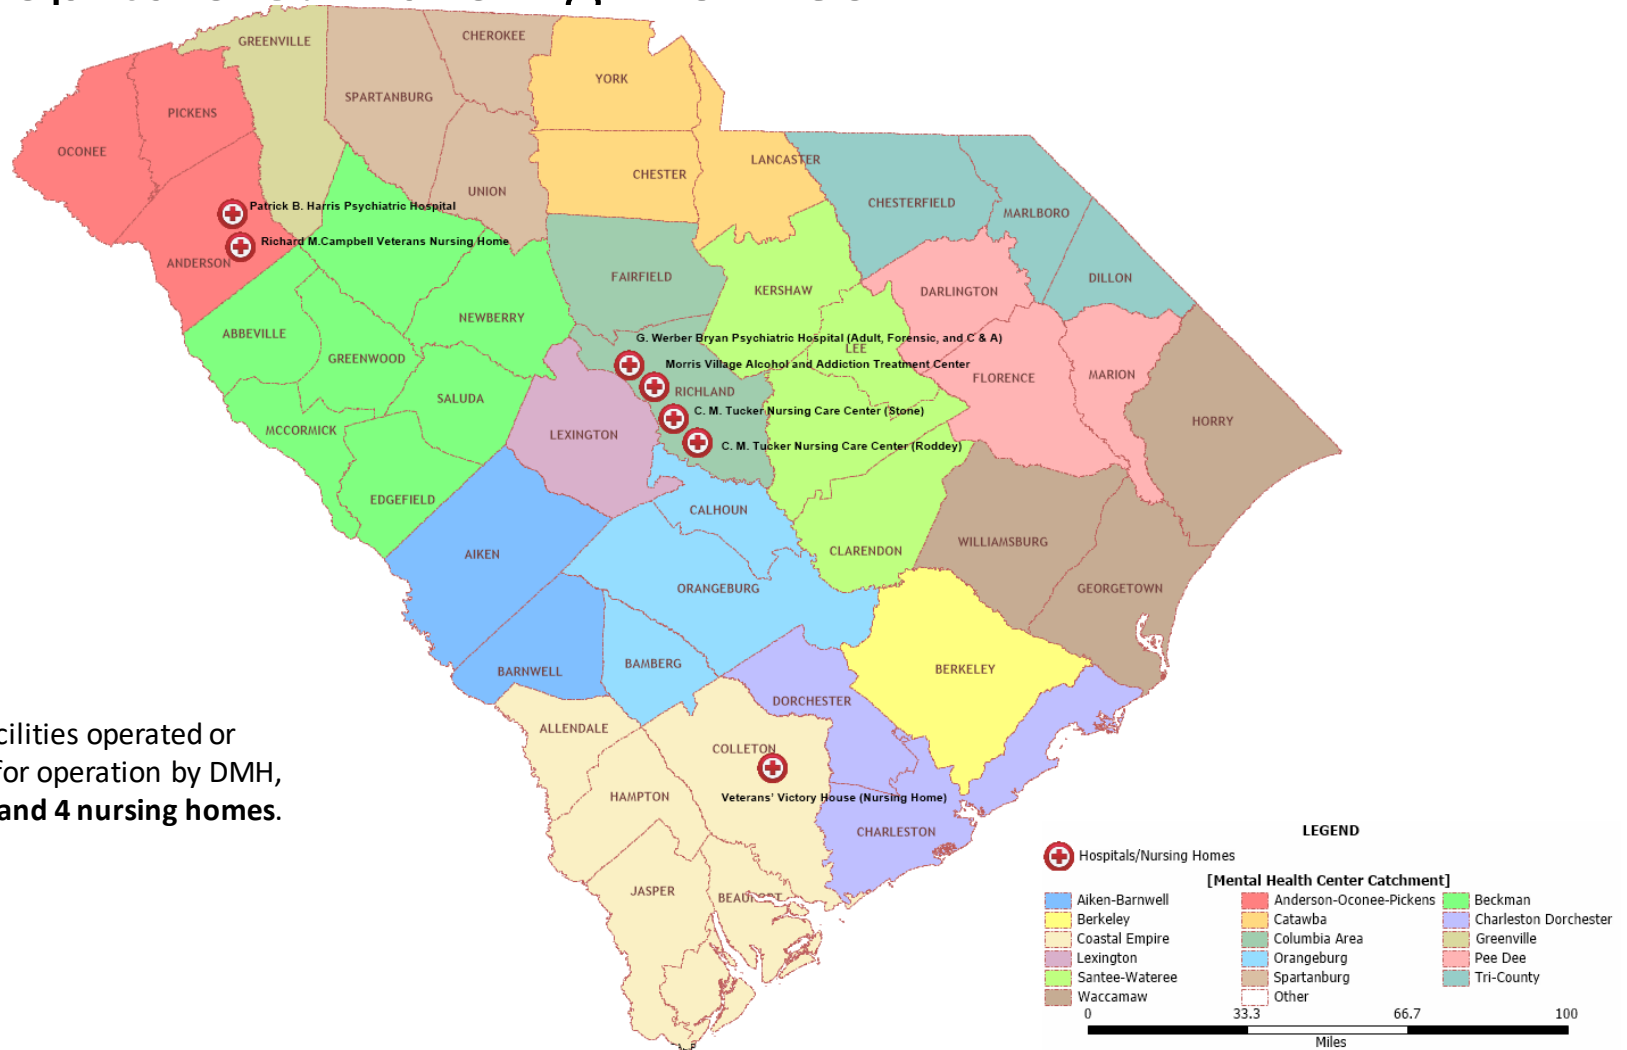 GREENVILLE
CHEROKEE
YORK
SPARTANBURG
PICKENS
OCONEE
LANCASTER
CHESTER
UNION
CHESTERFIELD
MARLBORO
Patrick B. Harris Psychiatric Hospital
Richard M.Campbell Veterans Nursing Home
ANDERSON
FAIRFIELD
KERSHAW
DARLINGTON
DILLON
NEWBERRY
ABBEVILLE
GREENWOOD
G. Werber Bryan Psychiatric Hospital (Adult, Forensic, and C & A)
LEE
Morris Village Alcohol and Addiction Treatment Center
FLORENCE
MARION
RICHLAND
SALUDA
C. M. Tucker Nursing Care Center (Stone)
HORRY
MCCORMICK
LEXINGTON
C. M. Tucker Nursing Care Center (Roddey)
EDGEFIELD
CALHOUN
AIKEN
CLARENDON
WILLIAMSBURG
ORANGEBURG
GEORGETOWN
BARNWELL
BAMBERG
BERKELEY
DORCHESTER
ALLENDALE
COLLETON
HAMPTON
Veterans' Victory House (Nursing Home)
CHARLESTON
JASPER
cilities operated or
for operation by DMH,
and 4 nursing homes.
LEGEND
Hospitals/Nursing Homes
[Mental Health Center Catchment]
Aiken-Barnwell
Anderson-Oconee-Pickens
Beckman
Berkeley
Catawba
Charleston Dorchester
Coastal Empire
Columbia Area
Greenville
Lexington
Orangeburg
Pee Dee
Santee-Wateree
Spartanburg
Tri-County
Waccamaw
Other
0 33.3 66.7 100
Miles